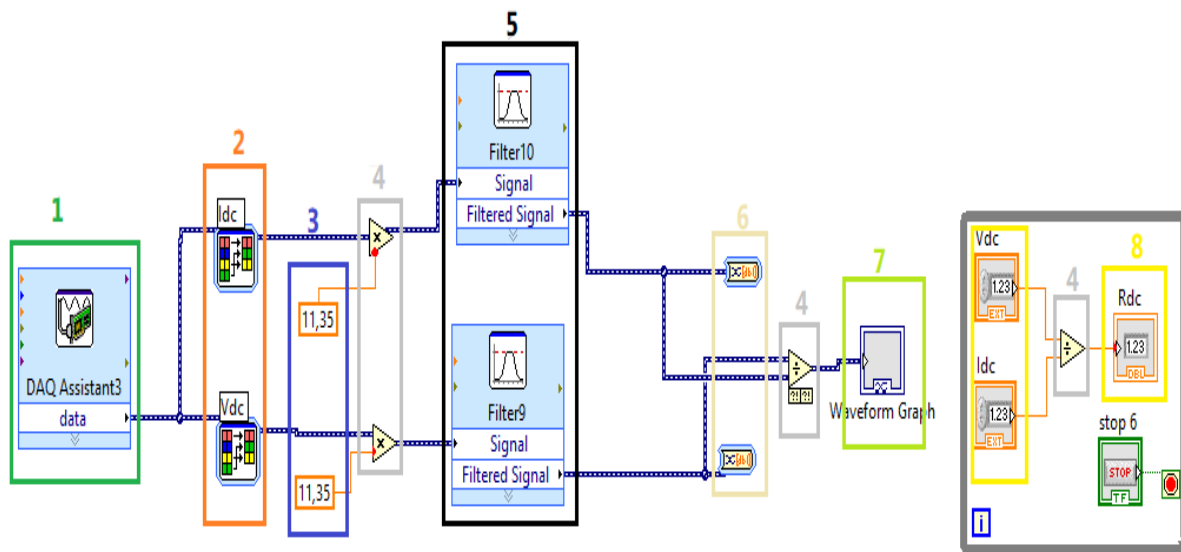 5
2
4
1
3
6
7
8
4
4
Idc
Vdc
DAQ Assistant3
data
11,35
11,35
Filter10
Signal
Filtered Signal
Filter9
Signal
Filtered Signal
Waveform Graph
Vdc
1.23
EXT
Idc
1.23
EXT
Rdc
1.23
DBL
stop 6
STOP
TF
i